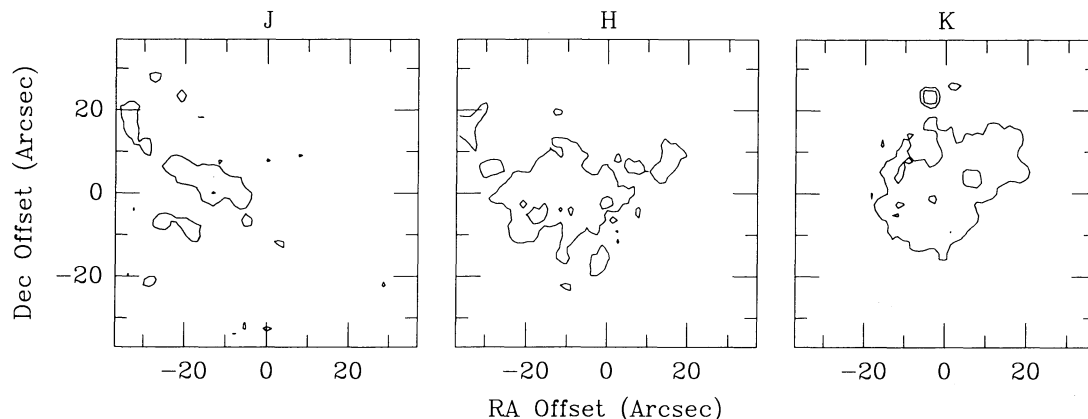 J H K
Dec Offset (Arcsec)
20
0
−20
−20 0 20 −20 0 20 −20 0 20
RA Offset (Arcsec)